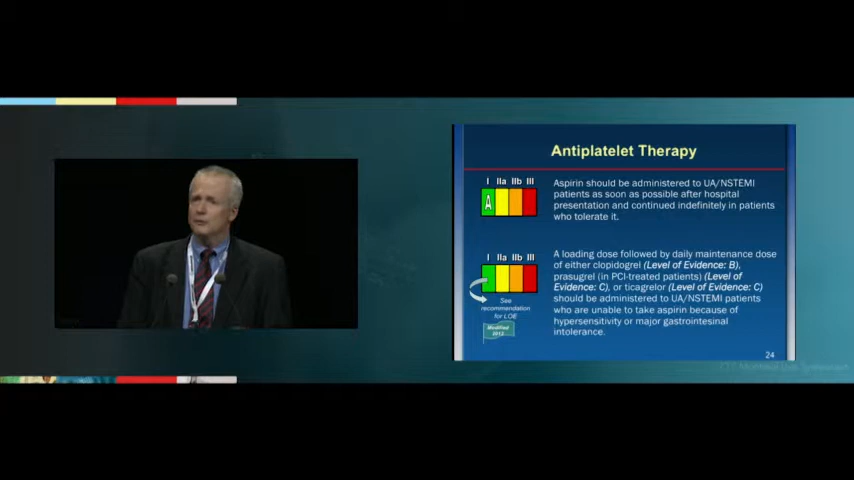 Antiplatelet Therapy
I IIa IIb III
A
Aspirin should be administered to UA/NSTEMI
patients as soon as possible after hospital
presentation and continued indefinitely in patients
who tolerate it.
I IIa IIb III
A loading dose followed by daily maintenance dose
of either clopidogrel (Level of Evidence: B),
prasugrel (in PCI-treated patients) (Level of
Evidence: C), or ticagrelor (Level of Evidence: C)
should be administered to UA/NSTEMI patients
who are unable to take aspirin because of
hypersensitivity or major gastrointesinal
intolerance.
See
recommendation
for LOE
Modified
2012
24